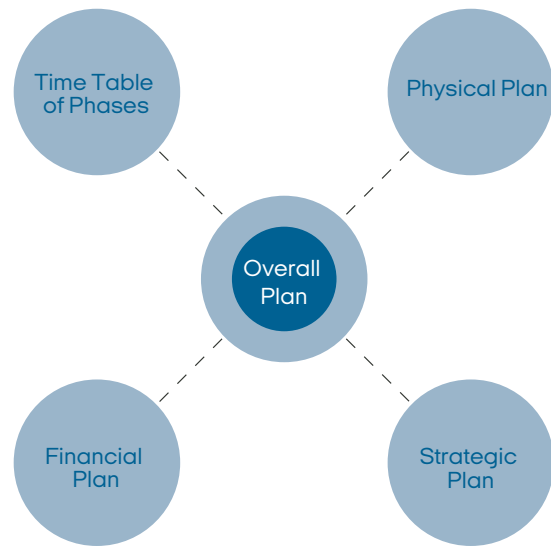 Time Table
of Phases
Physical Plan
Overall
Plan
Financial
Plan
Strategic
Plan